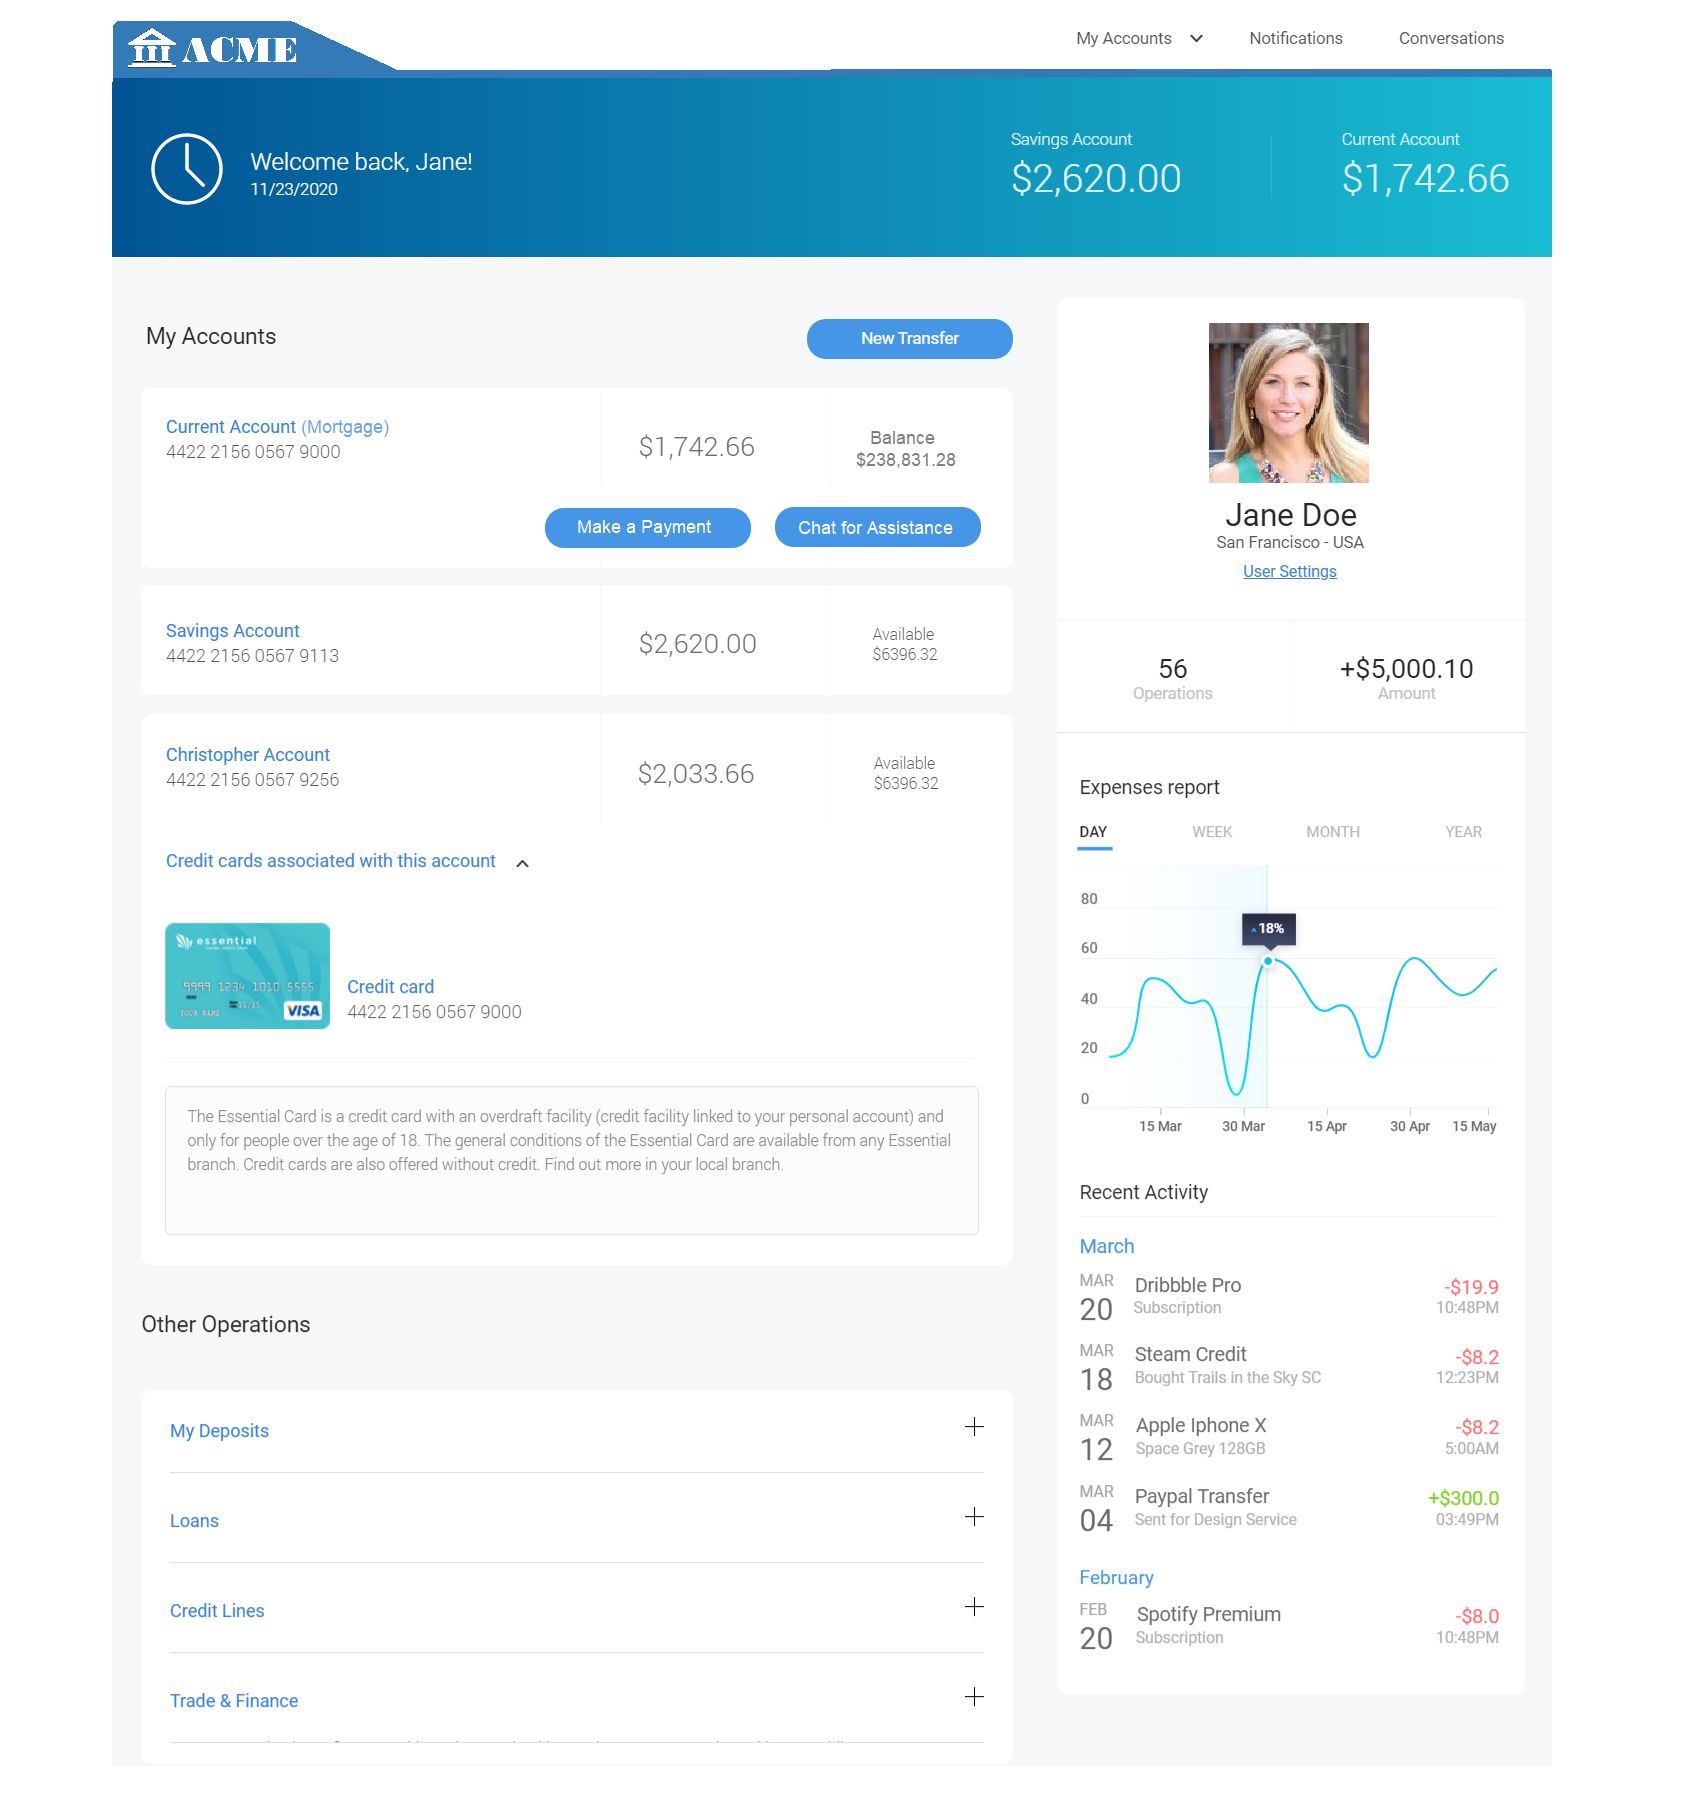 ACME
My Accounts
Notifications
Conversations
Welcome back, Jane!
11/23/2020
Savings Account
$2,620.00
Current Account
$1,742.66
My Accounts
New Transfer
Current Account (Mortgage)
4422 2156 0567 9000
$1,742.66
Balance
$238,831.28
Make a Payment
Chat for Assistance
Savings Account
4422 2156 0567 9113
$2,620.00
Available
$6396.32
Christopher Account
4422 2156 0567 9256
$2,033.66
Available
$6396.32
Credit cards associated with this account
essential
9999 1234 1010 5555
YOUR NAME
VISA
Credit card
4422 2156 0567 9000
The Essential Card is a credit card with an overdraft facility (credit facility linked to your personal account) and
only for people over the age of 18. The general conditions of the Essential Card are available from any Essential
branch. Credit cards are also offered without credit. Find out more in your local branch.
Other Operations
My Deposits
Loans
Credit Lines
Trade & Finance
Jane Doe
San Francisco - USA
User Settings
56
Operations
+$5,000.10
Amount
Expenses report
DAY WEEK MONTH YEAR
80
60
40
20
0
18%
15 Mar 30 Mar 15 Apr 30 Apr 15 May
Recent Activity
March
MAR
20
Dribbble Pro
Subscription
-$19.9
10:48PM
MAR
18
Steam Credit
Bought Trails in the Sky SC
-$8.2
12:23PM
MAR
12
Apple Iphone X
Space Grey 128GB
-$8.2
5:00AM
MAR
04
Paypal Transfer
Sent for Design Service
+$300.0
03:49PM
February
FEB
20
Spotify Premium
Subscription
-$8.0
10:48PM